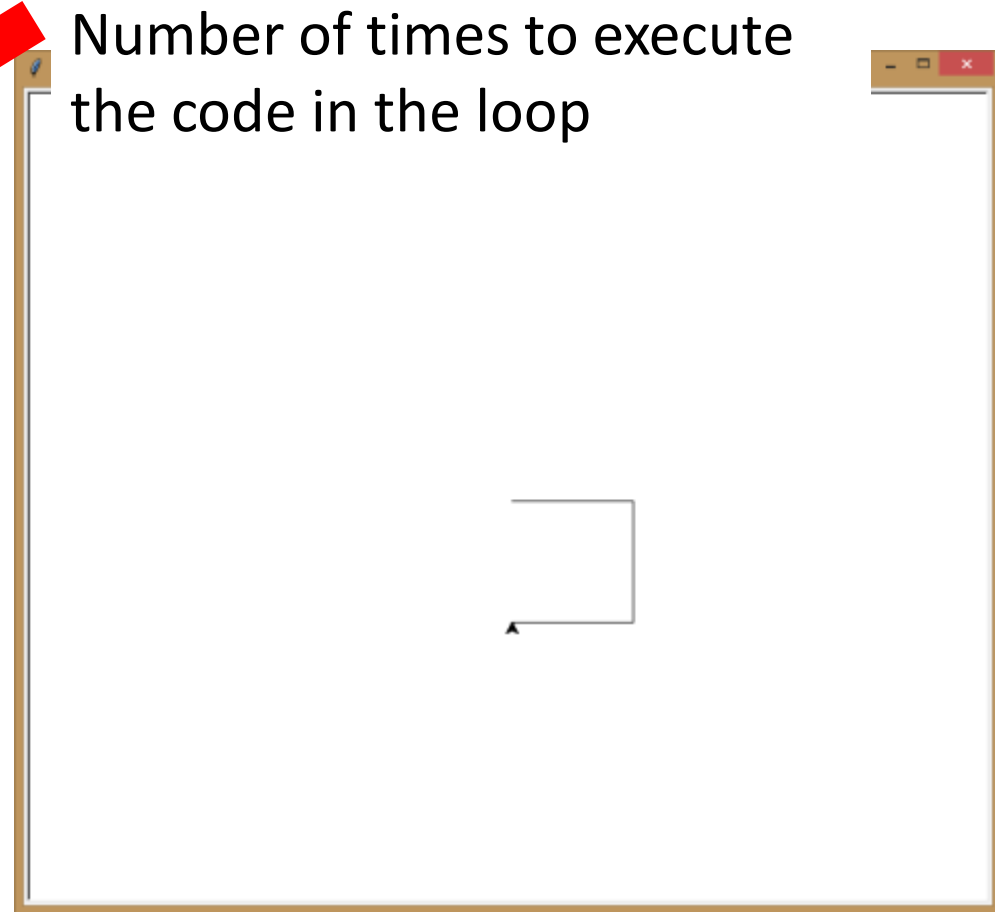 Number of times to execute
the code in the loop